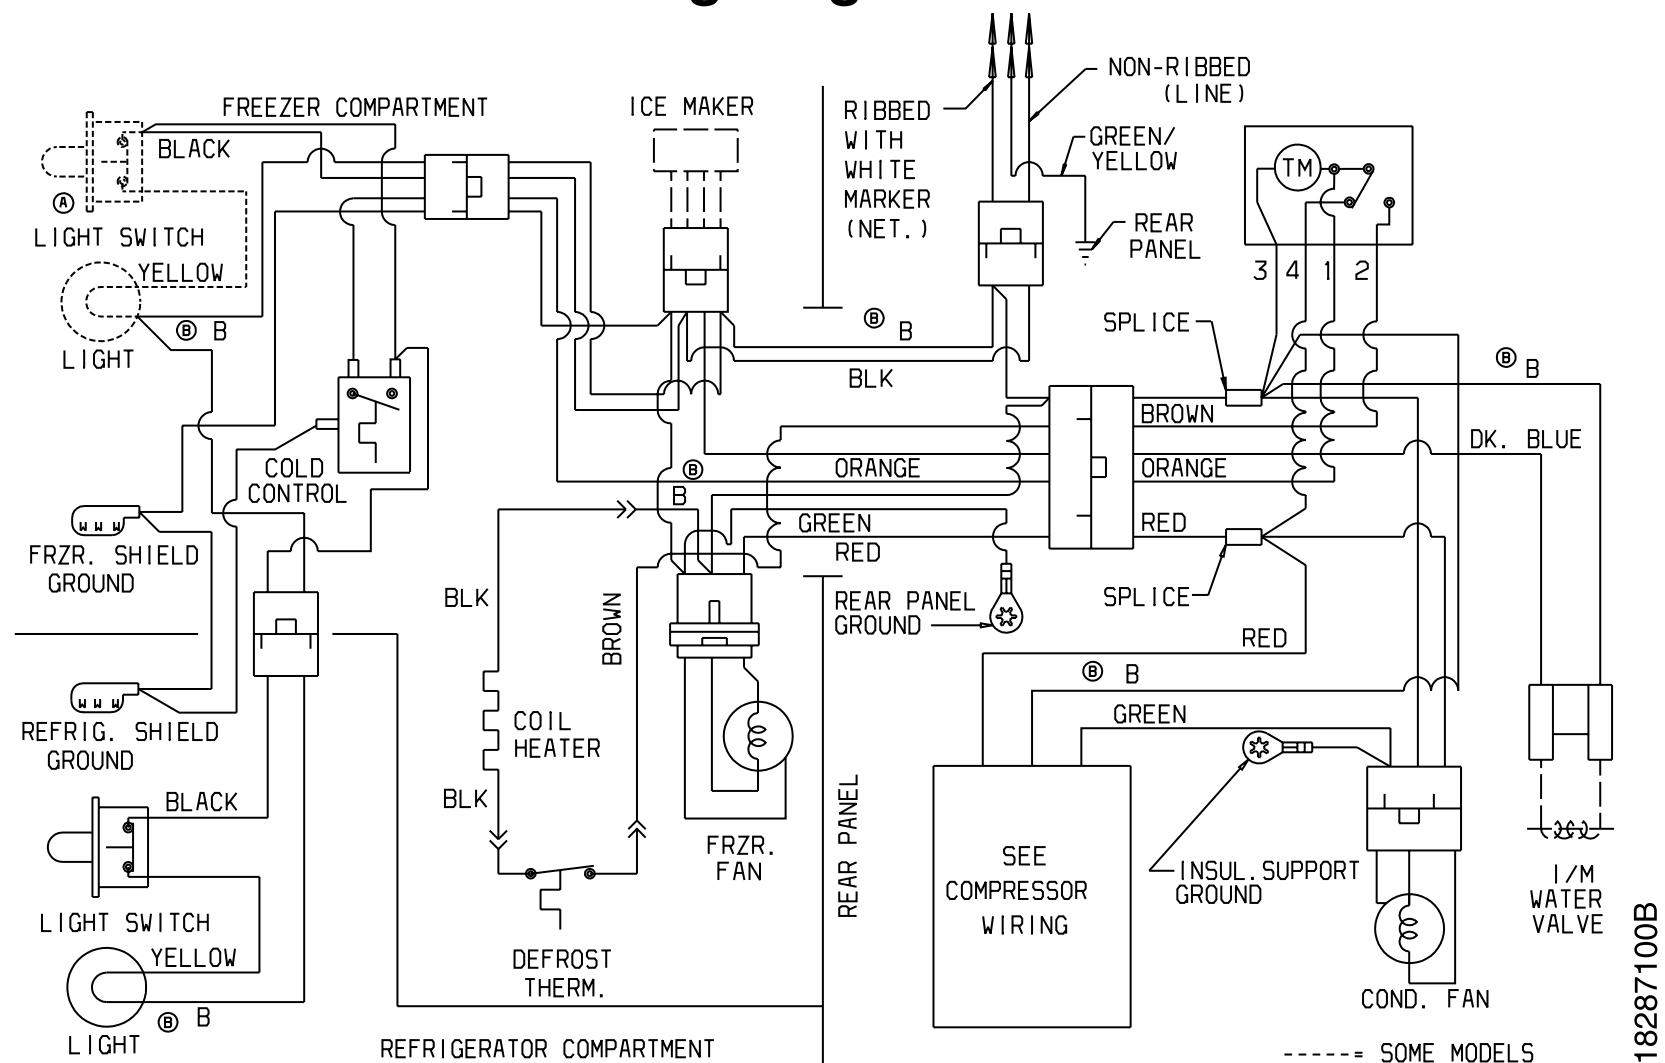 FREEZER COMPARTMENT
BLACK
A
LIGHT SWITCH
YELLOW
B B
LIGHT
ICE MAKER
RIBBED
WITH
WHITE
MARKER
(NET.)
NON-RIBBED
(LINE)
GREEN/
YELLOW
REAR
PANEL
TM
3 4 1 2
B B
BLK
SPLICE
B B
COLD
CONTROL
B B
BROWN
DK. BLUE
ORANGE
ORANGE
GREEN
RED
RED
FRZR. SHIELD
GROUND
BLK
BROWN
REAR PANEL
GROUND
SPLICE
RED
B B
GREEN
REFRIG. SHIELD
GROUND
COIL
HEATER
BLK
BLACK
LIGHT SWITCH
YELLOW
B B
LIGHT
FRZR.
FAN
REAR PANEL
DEFROST
THERM.
SEE
COMPRESSOR
WIRING
INSUL.SUPPORT
GROUND
COND. FAN
I/M
WATER
VALVE
REFRIGERATOR COMPARTMENT
-----= SOME MODELS
18287100B